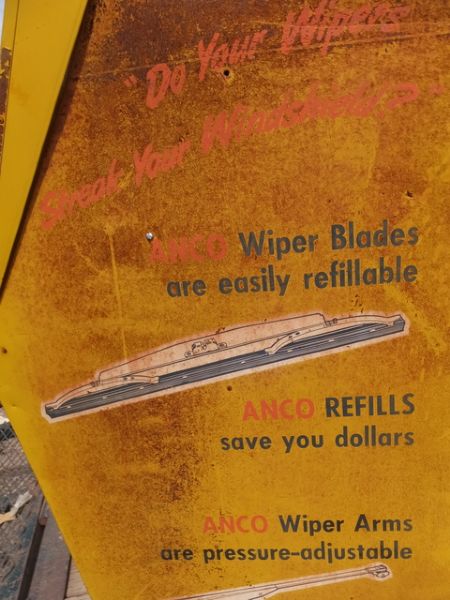 "Do Your Wipers
Streak Your Windshield?"
ANCO Wiper Blades
are easily refillable
ANCO REFILLS
save you dollars
ANCO Wiper Arms
are pressure-adjustable